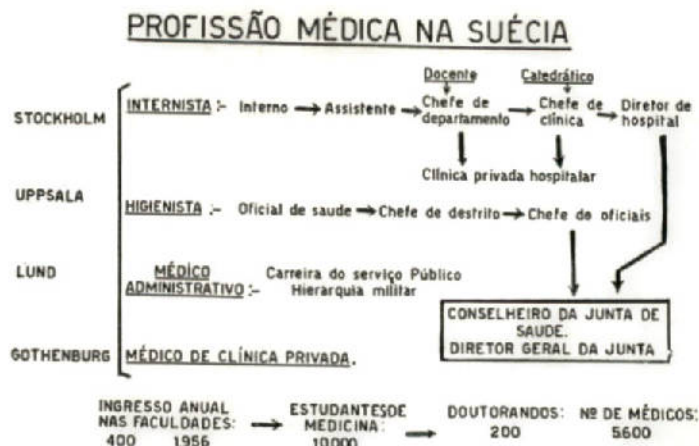 PROFISSÃO MÉDICA NA SUÉCIA
Docente
Catedrático
STOCKHOLM
INTERNISTA :- Interno → Assistente → Chefe de departamento → Chefe de clínica → Diretor de hospital
Clínica privada hospitalar
UPPSALA
HIGIENISTA :- Oficial de saude → Chefe de destrito → Chefe de oficiais
LUND
MÉDICO
ADMINISTRATIVO :-
Carreira do serviço Público
Hierarquia militar
CONSELHEIRO DA JUNTA DE
SAUDE.
DIRETOR GERAL DA JUNTA
GOTHENBURG
MÉDICO DE CLÍNICA PRIVADA.
INGRESSO ANUAL
NAS FACULDADES:
400 1956
→
ESTUDANTES DE
MEDICINA:
10.000
→
DOUTORANDOS:
200
Nº DE MÉDICOS:
5600